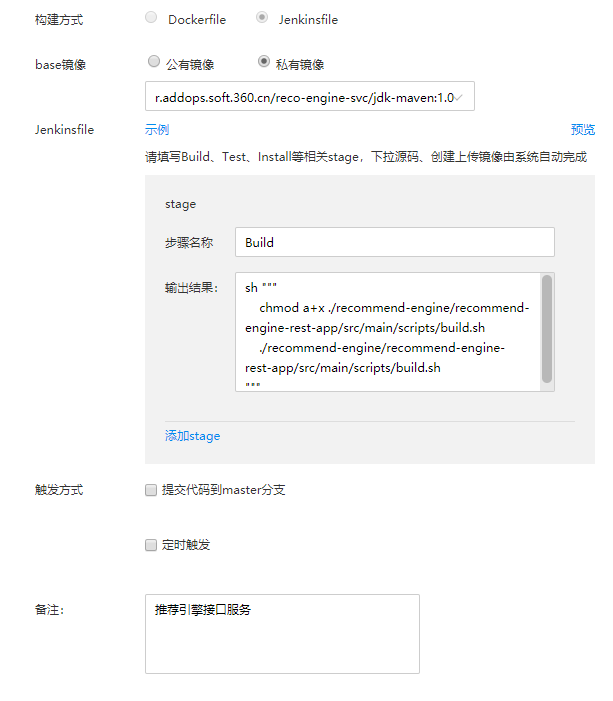 构建方式 Dockerfile Jenkinsfile
base镜像 公有镜像 私有镜像
r.addops.soft.360.cn/reco-engine-svc/jdk-maven:1.0
Jenkinsfile 示例 预览
请填写Build、Test、Install等相关stage，下拉源码、创建上传镜像由系统自动完成
stage
步骤名称 Build
输出结果： sh """
chmod a+x ./recommend-engine/recommend-
engine-rest-app/src/main/scripts/build.sh
./recommend-engine/recommend-engine-
rest-app/src/main/scripts/build.sh
"""
添加stage
触发方式 提交代码到master分支
定时触发
备注： 推荐引擎接口服务